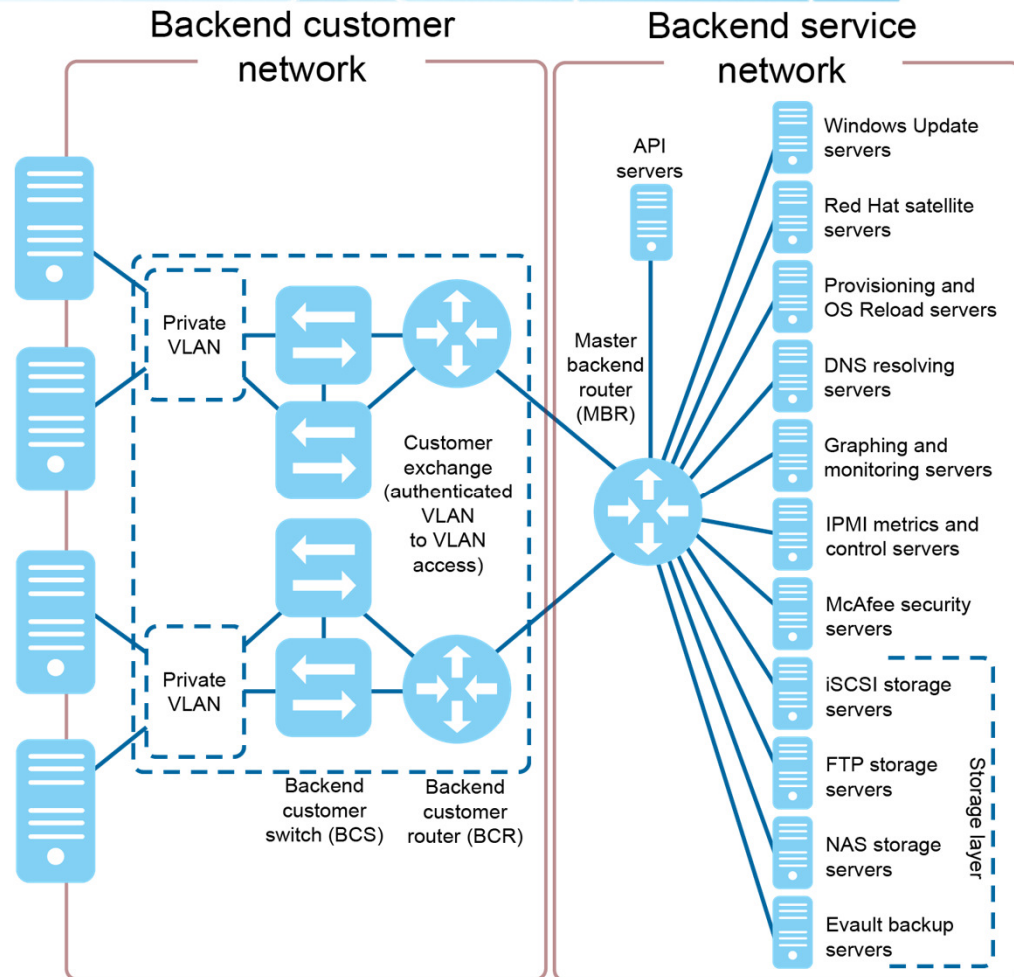 Backend customer
network
Backend service
network
Private
VLAN
Customer
exchange
(authenticated
VLAN
to VLAN
access)
Private
VLAN
Backend
customer
switch (BCS)
Backend
customer
router (BCR)
API
servers
Master
backend
router
(MBR)
Windows Update
servers
Red Hat satellite
servers
Provisioning and
OS Reload servers
DNS resolving
servers
Graphing and
monitoring servers
IPMI metrics and
control servers
McAfee security
servers
iSCSI storage
servers
FTP storage
servers
NAS storage
servers
Evault backup
servers
Storage layer